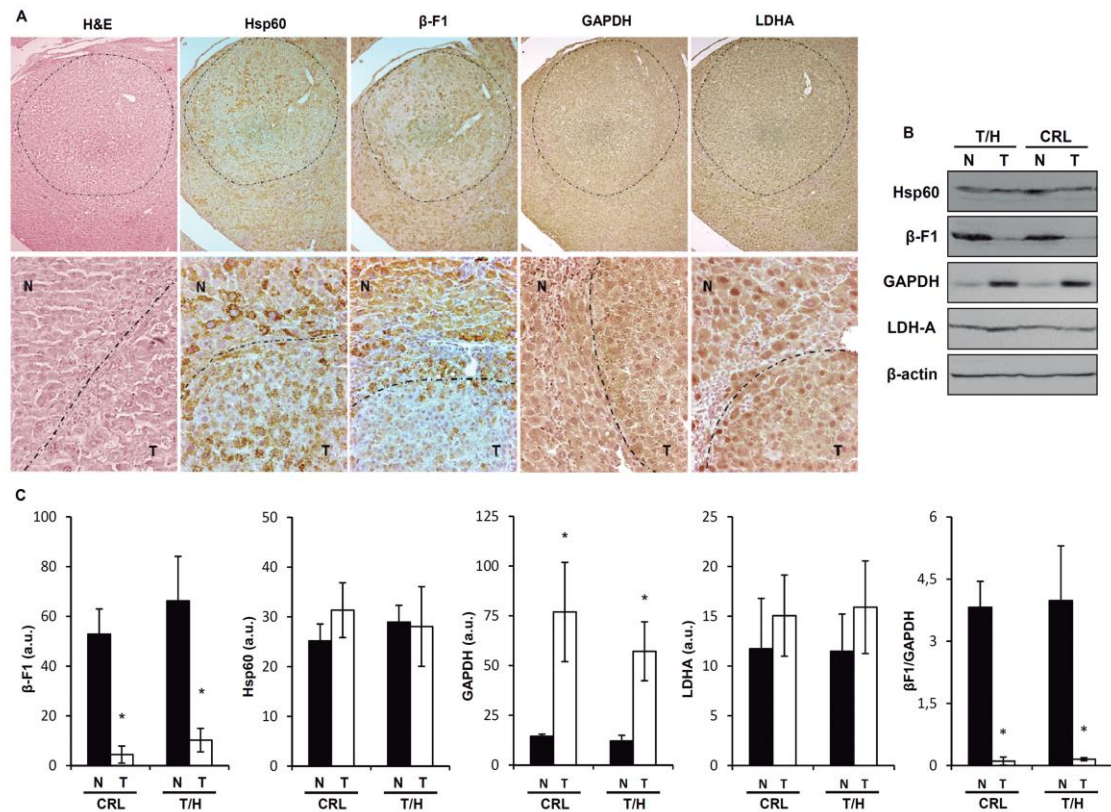 A
H&E Hsp60 β-F1 GAPDH LDHA
N N N N N
T T T T T
B
T/H CRL
N T N T
Hsp60
β-F1
GAPDH
LDH-A
β-actin
C
β-F1 (a.u.)
100
80
60
40
20
0
* *
N T N T
CRL T/H
Hsp60 (a.u.)
50
40
30
20
10
0
N T N T
CRL T/H
GAPDH (a.u.)
125
100
75
50
25
0
* *
N T N T
CRL T/H
LDHA (a.u.)
25
20
15
10
5
0
N T N T
CRL T/H
βF1/GAPDH
6
4,5
3
1,5
0
* *
N T N T
CRL T/H